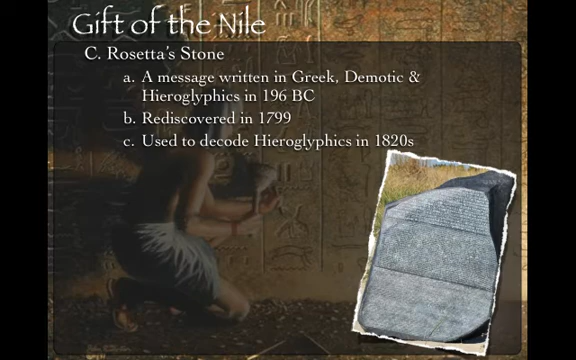 Gift of the Nile
C. Rosetta's Stone
a. A message written in Greek, Demotic &
Hieroglyphics in 196 BC
b. Rediscovered in 1799
c. Used to decode Hieroglyphics in 1820s